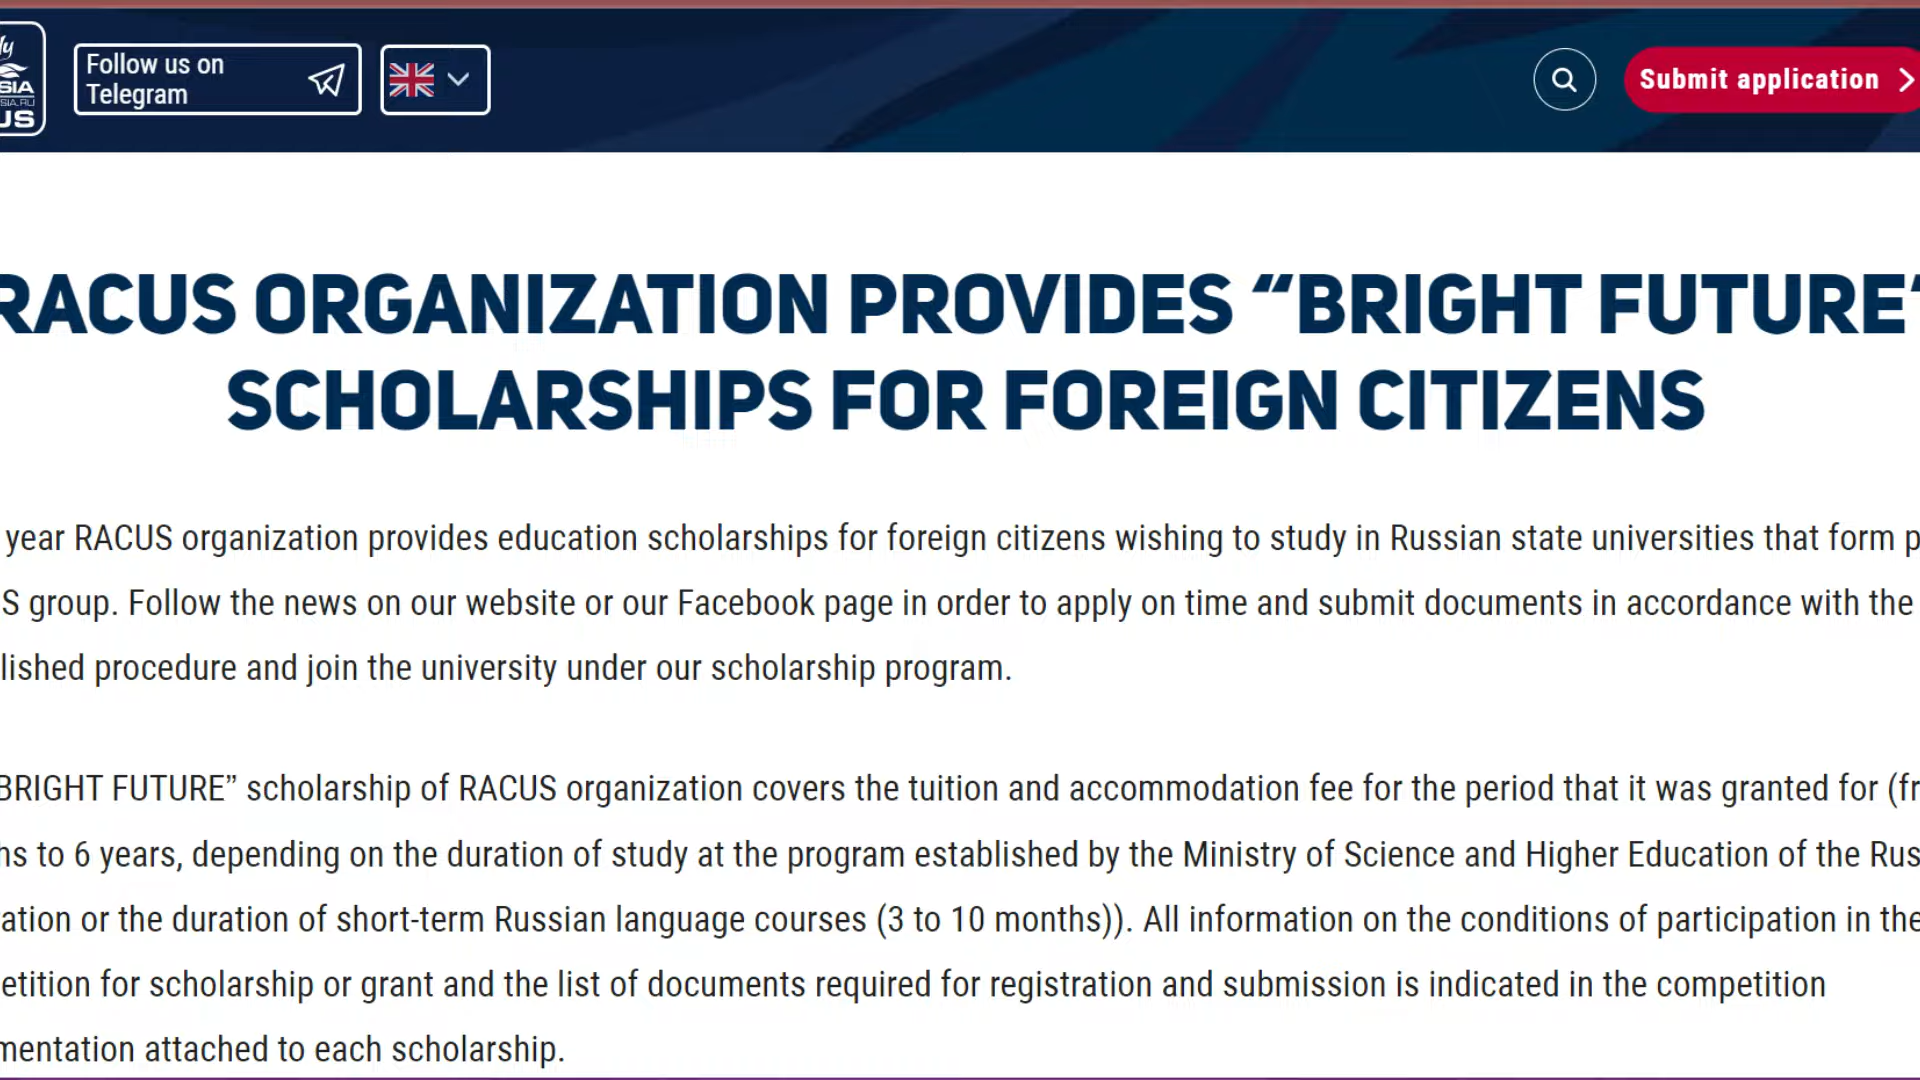 Follow us on
Telegram
Submit application
RACUS ORGANIZATION PROVIDES “BRIGHT FUTURE”
SCHOLARSHIPS FOR FOREIGN CITIZENS
year RACUS organization provides education scholarships for foreign citizens wishing to study in Russian state universities that form p
S group. Follow the news on our website or our Facebook page in order to apply on time and submit documents in accordance with the
lished procedure and join the university under our scholarship program.
BRIGHT FUTURE” scholarship of RACUS organization covers the tuition and accommodation fee for the period that it was granted for (fr
hs to 6 years, depending on the duration of study at the program established by the Ministry of Science and Higher Education of the Rus
ation or the duration of short-term Russian language courses (3 to 10 months)). All information on the conditions of participation in the
etition for scholarship or grant and the list of documents required for registration and submission is indicated in the competition
mentation attached to each scholarship.